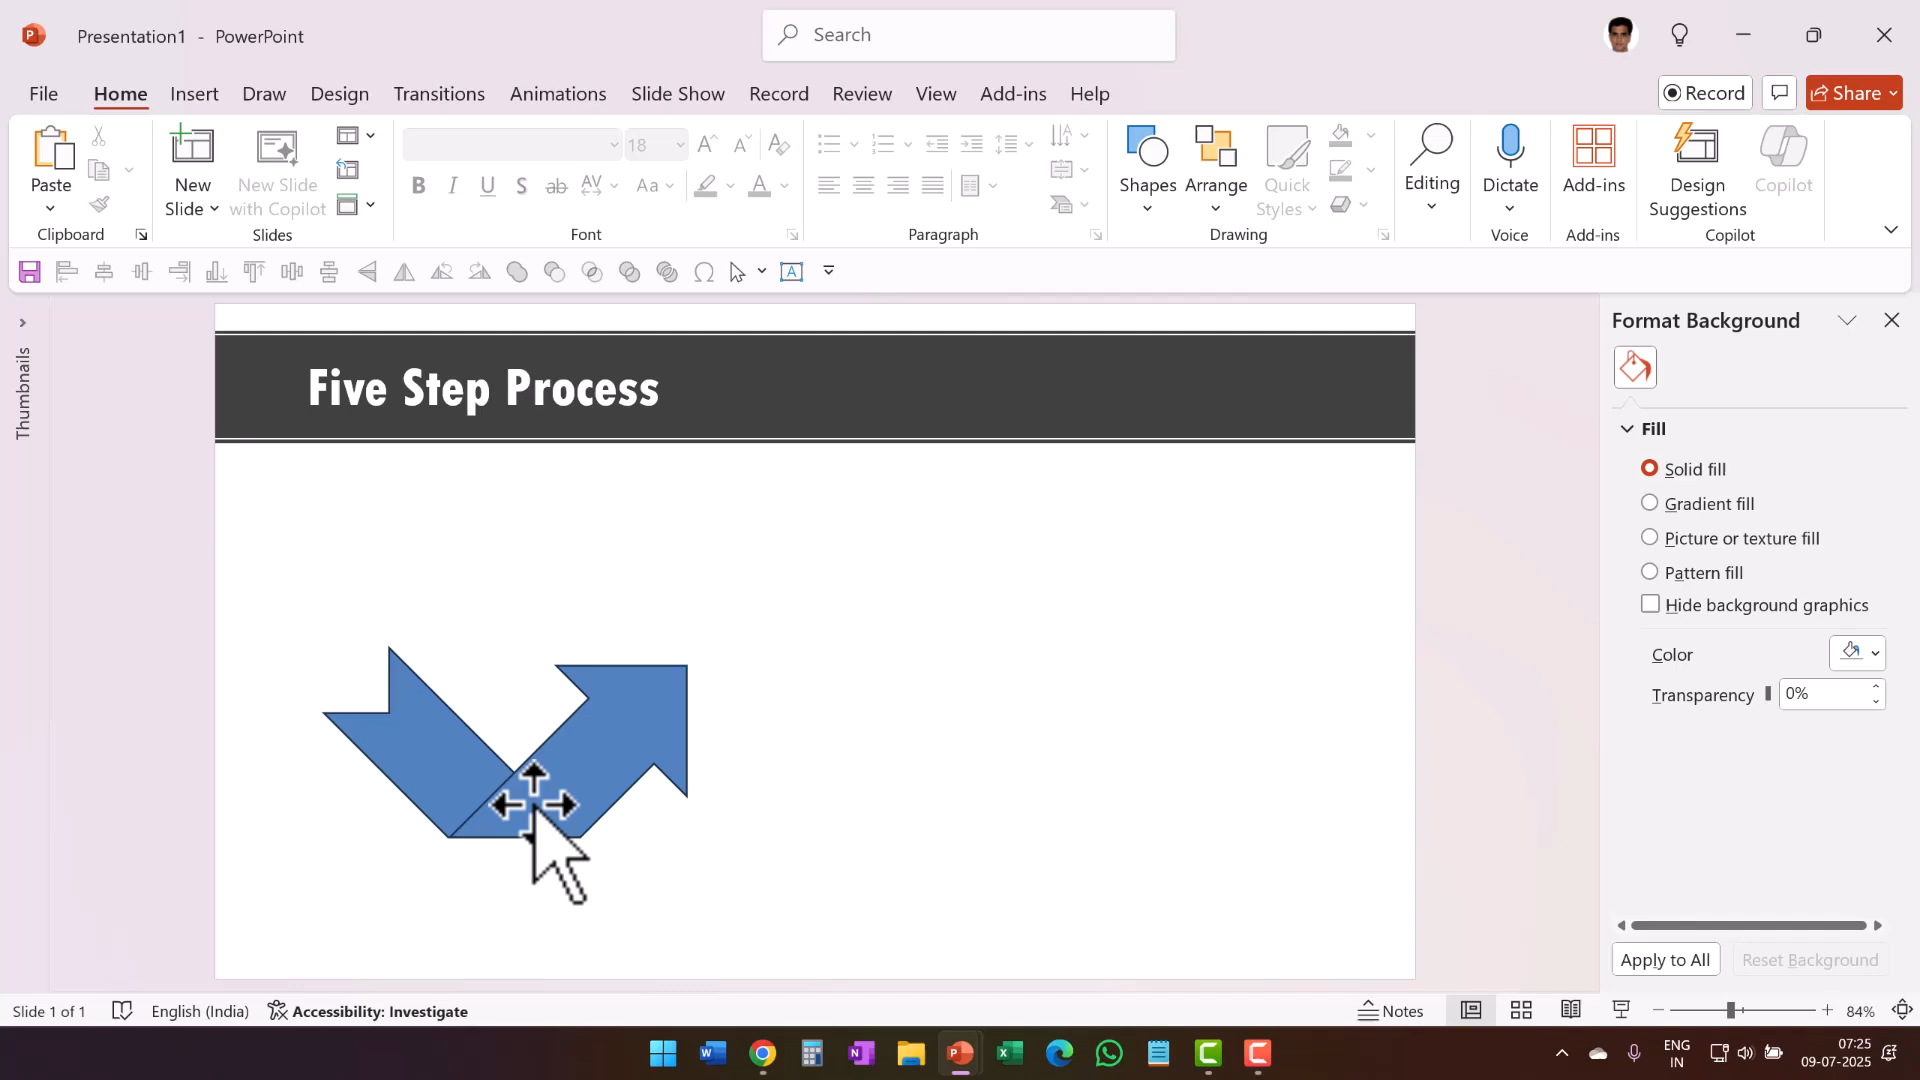 Presentation1 - PowerPoint
Search
File Home Insert Draw Design Transitions Animations Slide Show Record Review View Add-ins Help
Record Share
Paste
Clipboard
New Slide
New Slide with Copilot
Slides
18
B I U S ab AV Aa A
Font
Paragraph
Shapes
Arrange
Quick Styles
Drawing
Editing
Dictate
Voice
Add-ins
Add-ins
Design Suggestions
Copilot
Copilot
A
Thumbnails
Five Step Process
Format Background
Fill
Solid fill
Gradient fill
Picture or texture fill
Pattern fill
Hide background graphics
Color
Transparency 0%
Apply to All Reset Background
Slide 1 of 1 English (India) Accessibility: Investigate Notes 84%
ENG
IN
07:25
09-07-2025